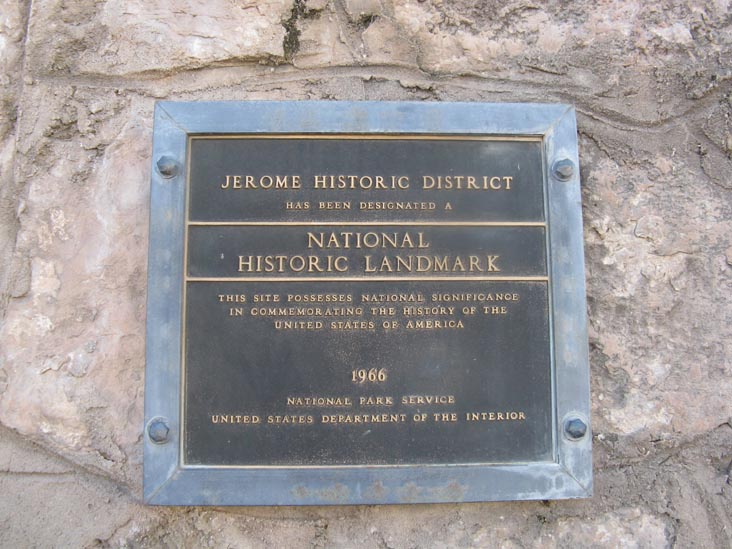 JEROME HISTORIC DISTRICT
HAS BEEN DESIGNATED A
NATIONAL
HISTORIC LANDMARK
THIS SITE POSSESSES NATIONAL SIGNIFICANCE
IN COMMEMORATING THE HISTORY OF THE
UNITED STATES OF AMERICA
1966
NATIONAL PARK SERVICE
UNITED STATES DEPARTMENT OF THE INTERIOR